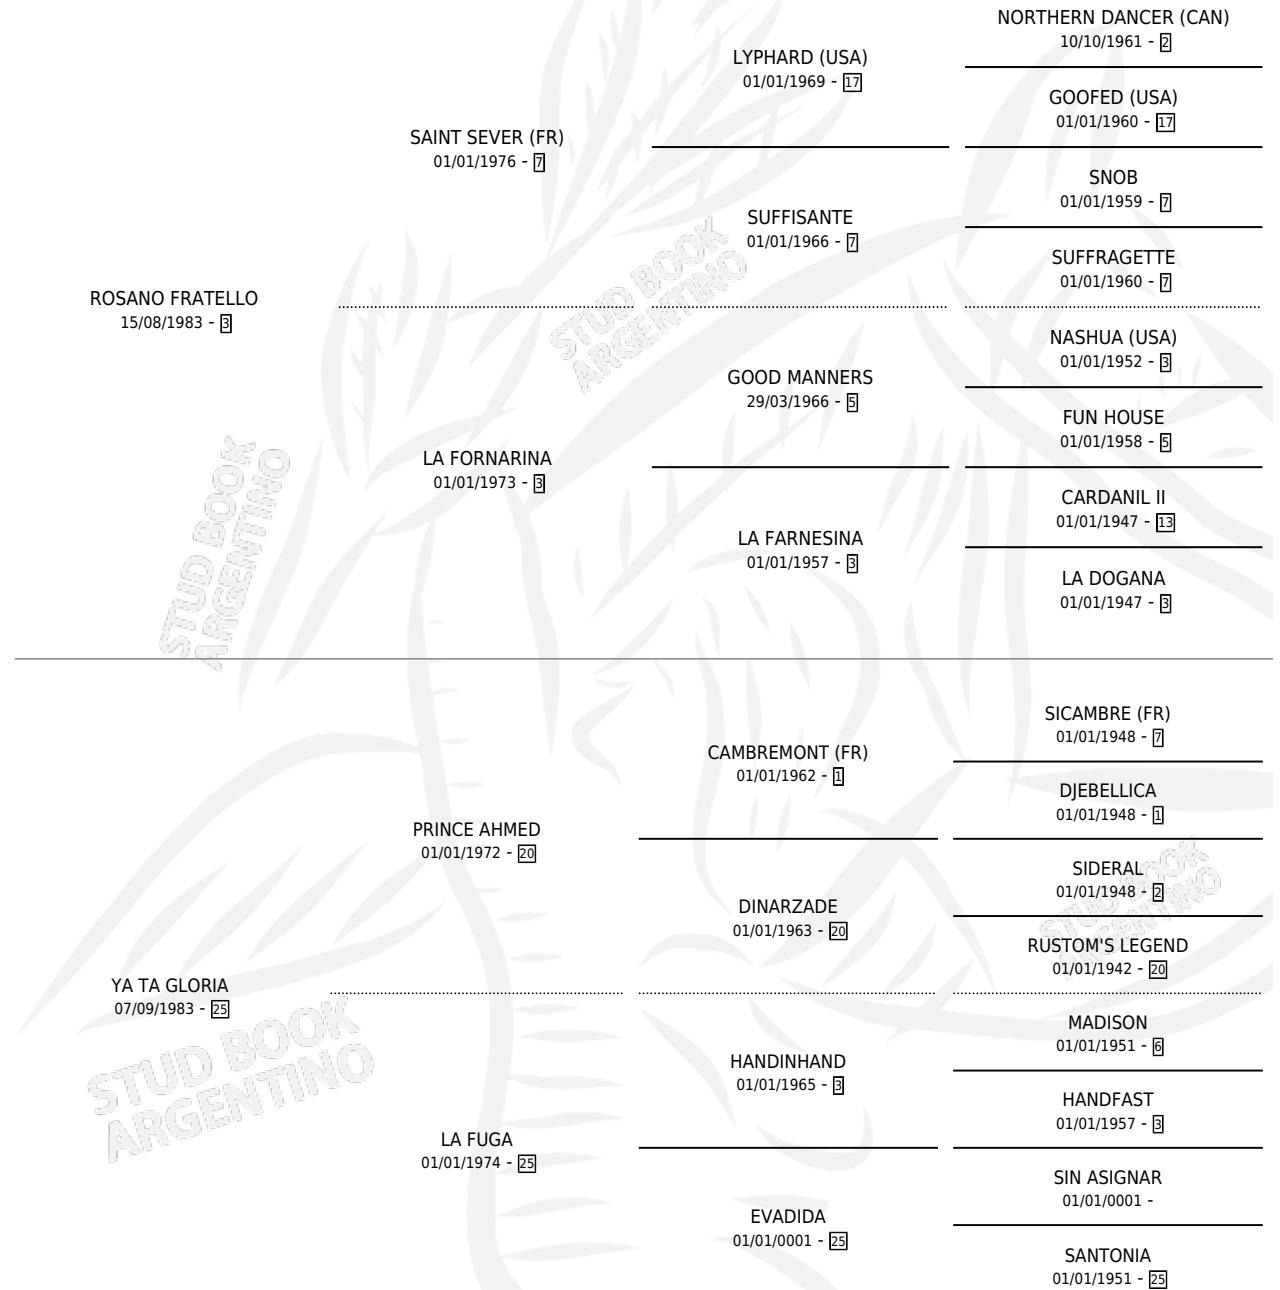 NORTHERN DANCER (CAN)
10/10/1961 - 2
LYPHARD (USA)
01/01/1969 - 17
GOOFED (USA)
01/01/1960 - 17
SAINT SEVER (FR)
01/01/1976 - 7
SNOB
01/01/1959 - 7
SUFFISANTE
01/01/1966 - 7
SUFFRAGETTE
01/01/1960 - 7
ROSANO FRATELLO
15/08/1983 - 3
NASHUA (USA)
01/01/1952 - 3
GOOD MANNERS
29/03/1966 - 5
FUN HOUSE
01/01/1958 - 5
LA FORNARINA
01/01/1973 - 3
CARDANIL II
01/01/1947 - 13
LA FARNESINA
01/01/1957 - 3
LA DOGANA
01/01/1947 - 3
SICAMBRE (FR)
01/01/1948 - 7
CAMBREMONT (FR)
01/01/1962 - 1
DJEBELLICA
01/01/1948 - 1
PRINCE AHMED
01/01/1972 - 20
SIDERAL
01/01/1948 - 2
DINARZADE
01/01/1963 - 20
RUSTOM'S LEGEND
01/01/1942 - 20
YA TA GLORIA
07/09/1983 - 25
MADISON
01/01/1951 - 6
HANDINHAND
01/01/1965 - 3
HANDFAST
01/01/1957 - 3
LA FUGA
01/01/1974 - 25
SIN ASIGNAR
01/01/0001 -
EVADIDA
01/01/0001 - 25
SANTONIA
01/01/1951 - 25
STUD BOOK
ARGENTINO
STUD BOOK
ARGENTINO
STUD BOOK
ARGENTINO
STUD BOOK
ARGENTINO